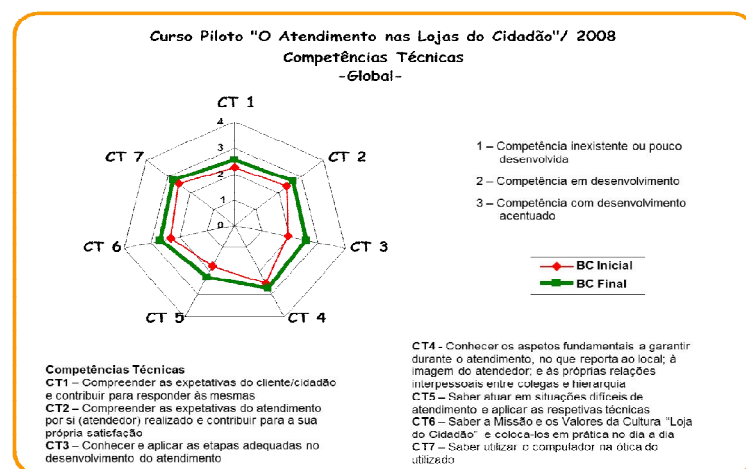 Curso Piloto "O Atendimento nas Lojas do Cidadão"/ 2008
Competências Técnicas
-Global-
CT 1
CT 2
CT 3
CT 4
CT 5
CT 6
CT 7
4
3
2
1
0
1 – Competência inexistente ou pouco
desenvolvida
2 – Competência em desenvolvimento
3 – Competência com desenvolvimento
acentuado
BC Inicial
BC Final
Competências Técnicas
CT1 – Compreender as expetativas do cliente/cidadão
e contribuir para responder às mesmas
CT2 – Compreender as expetativas do atendimento
por si (atendedor) realizado e contribuir para a sua
própria satisfação
CT3 – Conhecer e aplicar as etapas adequadas no
desenvolvimento do atendimento
CT4 - Conhecer os aspetos fundamentais a garantir
durante o atendimento, no que reporta ao local; à
imagem do atendedor; e às próprias relações
interpessoais entre colegas e hierarquia
CT5 – Saber atuar em situações difíceis de
atendimento e aplicar as respetivas técnicas
CT6 – Saber a Missão e os Valores da Cultura "Loja
do Cidadão" e coloca-los em prática no dia a dia
CT7 – Saber utilizar o computador na ótica do
utilizado